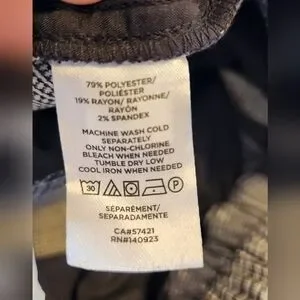 79% POLYESTER/
POLIÉSTER
19% RAYON/ RAYONNE/
RAYÓN
2% SPANDEX
MACHINE WASH COLD
SEPARATELY
ONLY NON-CHLORINE
BLEACH WHEN NEEDED
TUMBLE DRY LOW
COOL IRON WHEN NEEDED
30 P
SÉPARÉMENT/
SEPARADAMENTE
CA#57421
RN#140923